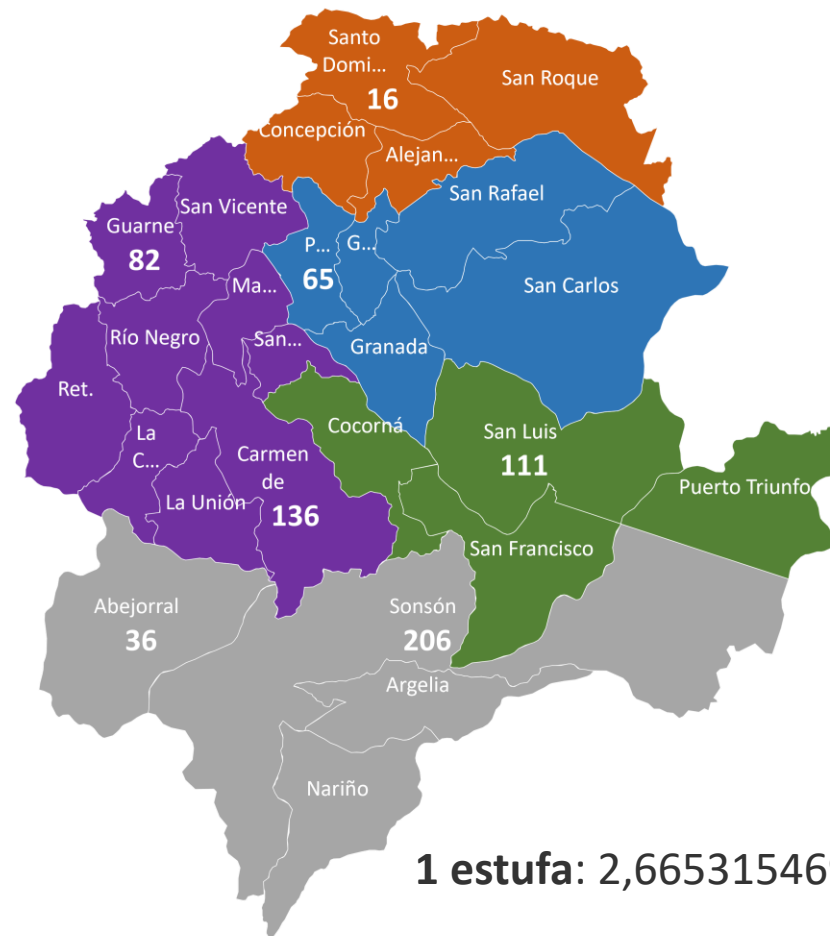 Santo
Domi...
16
San Roque
Concepción
Alejan...
San Rafael
San Vicente
Guarne
82
P...
65
G...
Ma...
San Carlos
Río Negro
San...
Granada
Ret.
La
C...
Cocorná
San Luis
111
Carmen
de
136
La Unión
Puerto Triunfo
San Francisco
Abejorral
36
Sonsón
206
Argelia
Nariño
1 estufa: 2,66531546